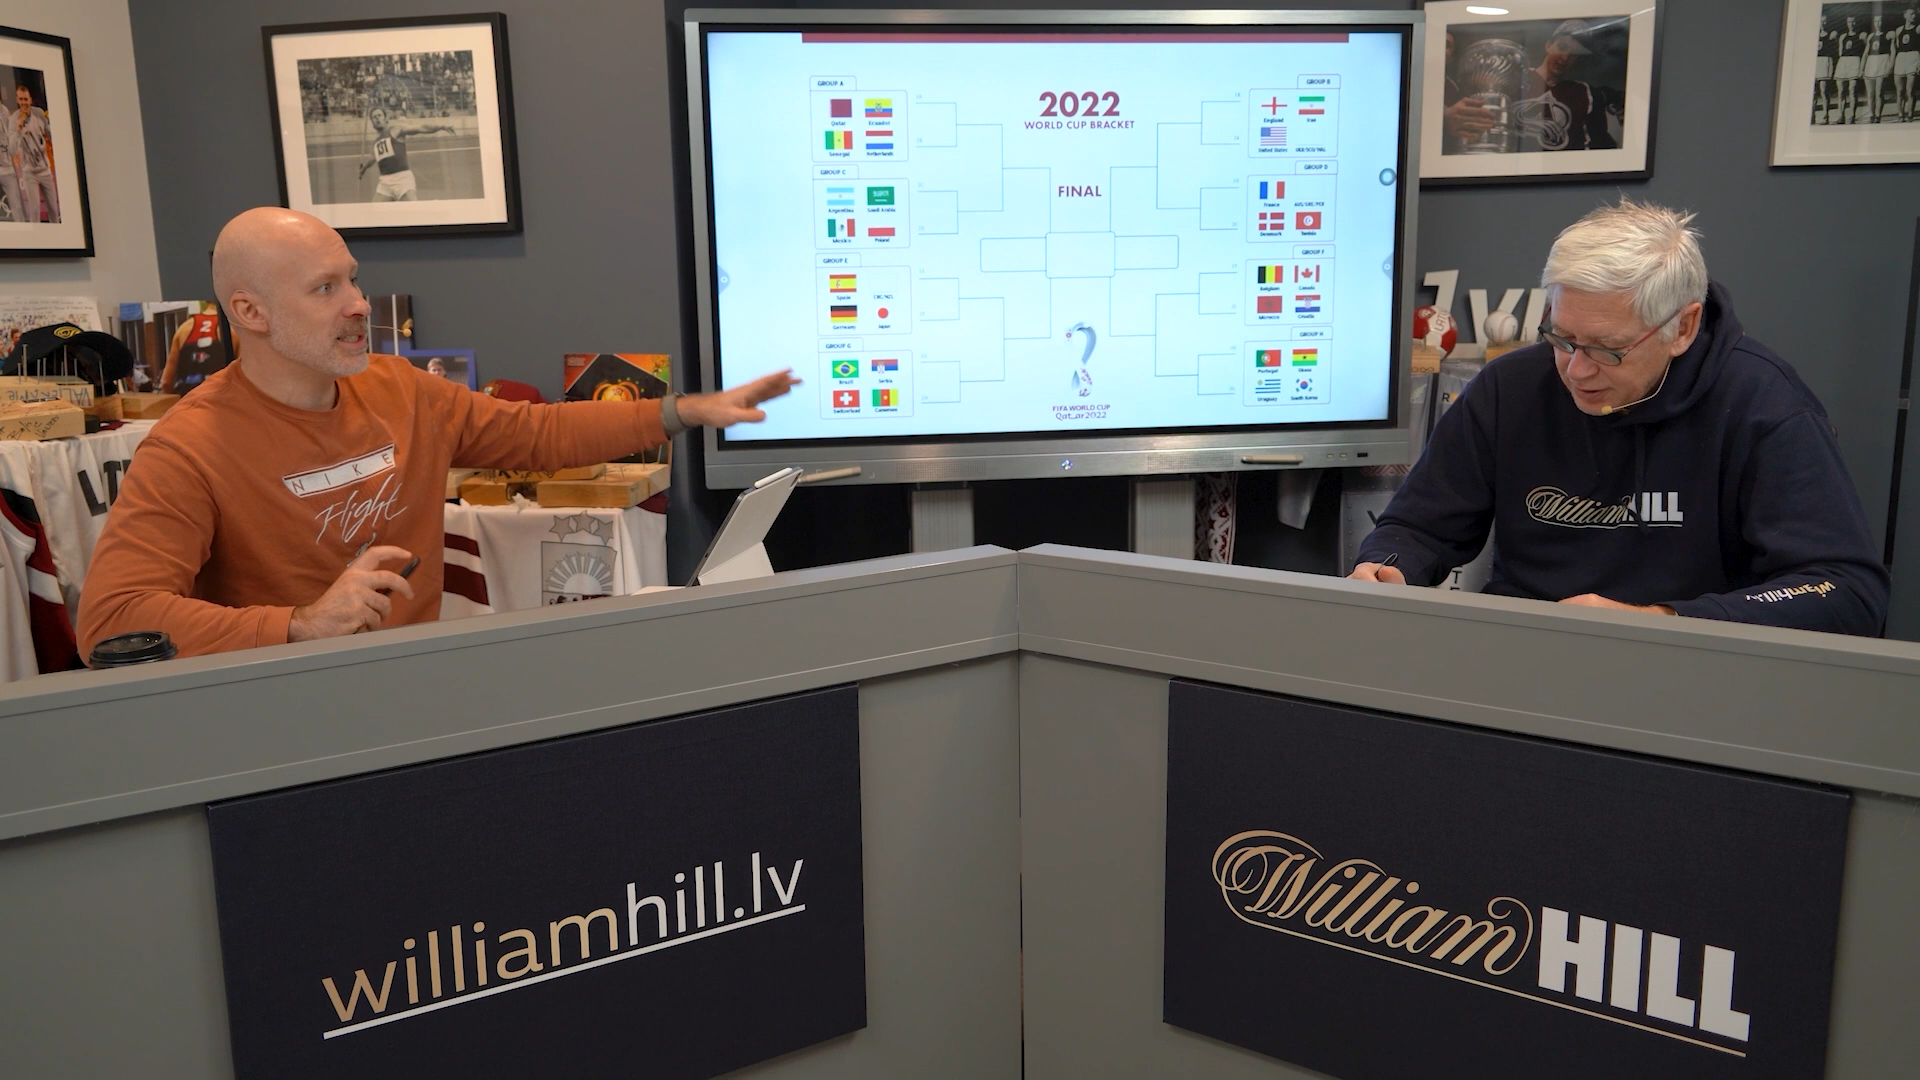 2022
WORLD CUP BRACKET
FINAL
GROUP A
Qatar
Ecuador
Senegal
Netherlands
GROUP C
Argentina
Saudi Arabia
Mexico
Poland
GROUP E
Spain
Germany
Japan
GROUP G
Brazil
Serbia
Switzerland
Cameroon
GROUP B
England
Iran
United States
GROUP D
France
Denmark
Tunisia
GROUP F
Belgium
Canada
Morocco
Croatia
GROUP H
Portugal
Ghana
Uruguay
South Korea
FIFA WORLD CUP
Qatar2022
NIKE
Flight
William HILL
williamhill.lv
williamhill.lv
William HILL